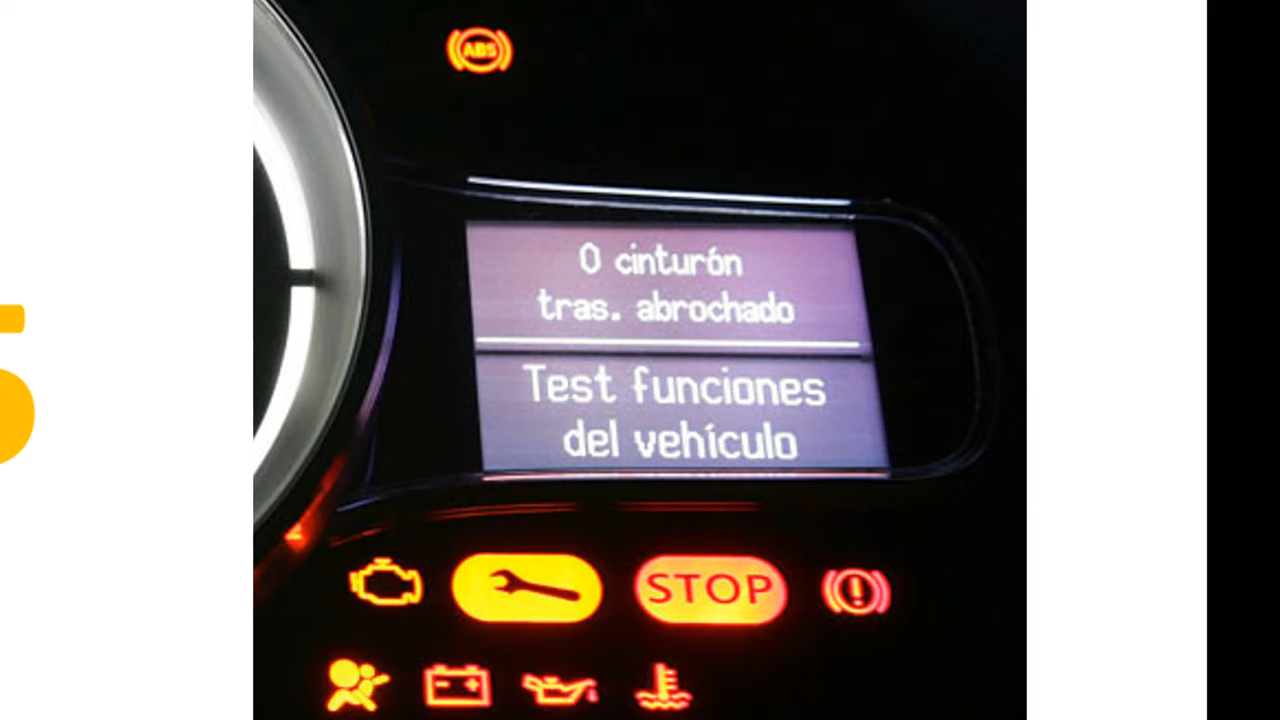 ABS
0 cinturón
tras. abrochado
Test funciones
del vehículo
STOP